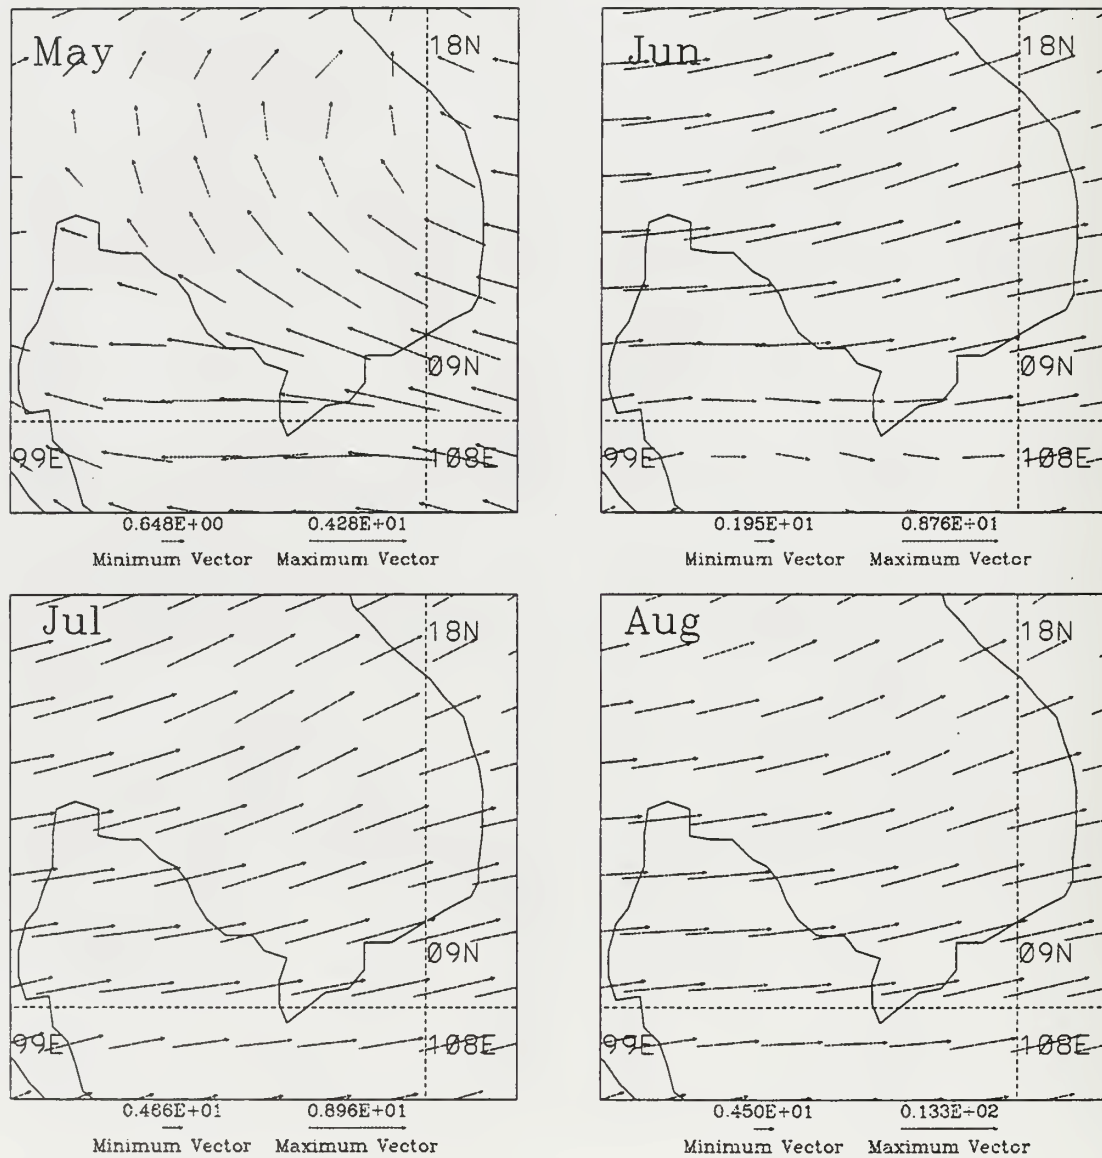 May
18N
09N
99E
108E
0.648E+00 0.428E+01
Minimum Vector Maximum Vector
Jun
18N
09N
99E
108E
0.195E+01 0.876E+01
Minimum Vector Maximum Vector
Jul
18N
09N
99E
108E
0.466E+01 0.896E+01
Minimum Vector Maximum Vector
Aug
18N
09N
99E
108E
0.450E+01 0.133E+02
Minimum Vector Maximum Vector